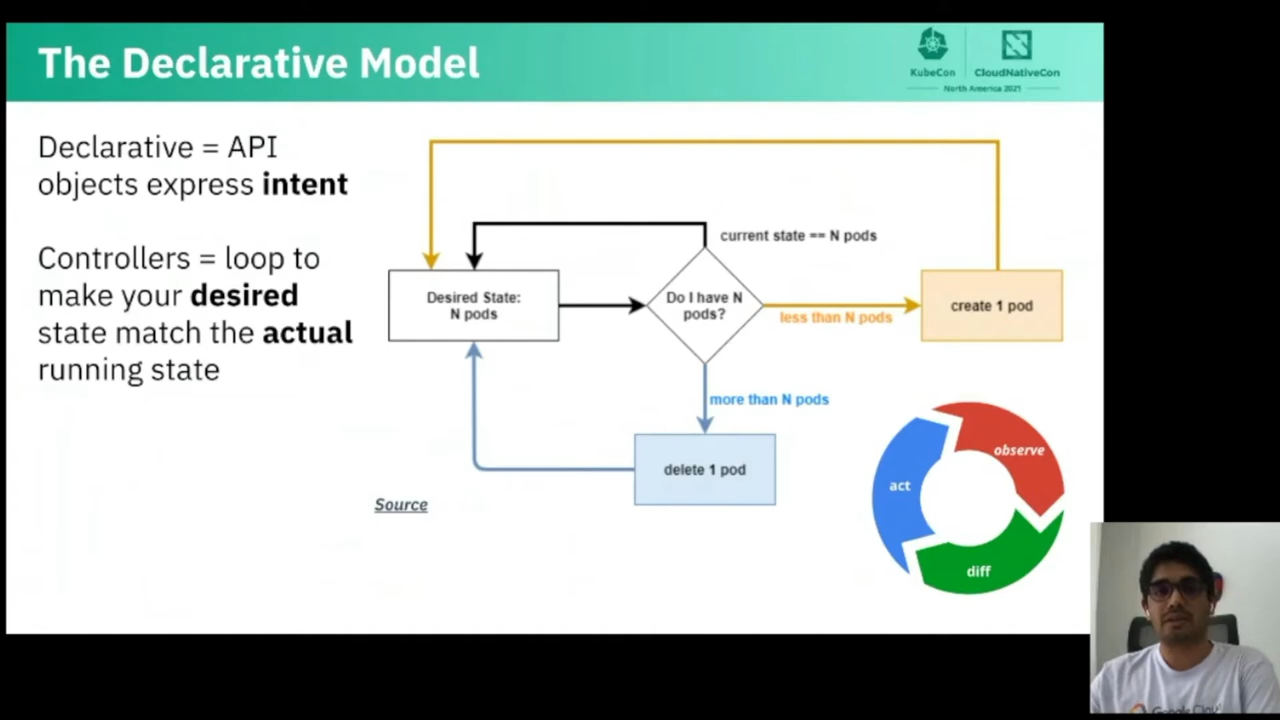 The Declarative Model
KubeCon
CloudNativeCon
North America 2021
Declarative = API
objects express intent
Controllers = loop to
make your desired
state match the actual
running state
current state == N pods
Desired State:
N pods
Do I have N
pods?
less than N pods
create 1 pod
more than N pods
delete 1 pod
Source
observe
act
diff
Google Cloud